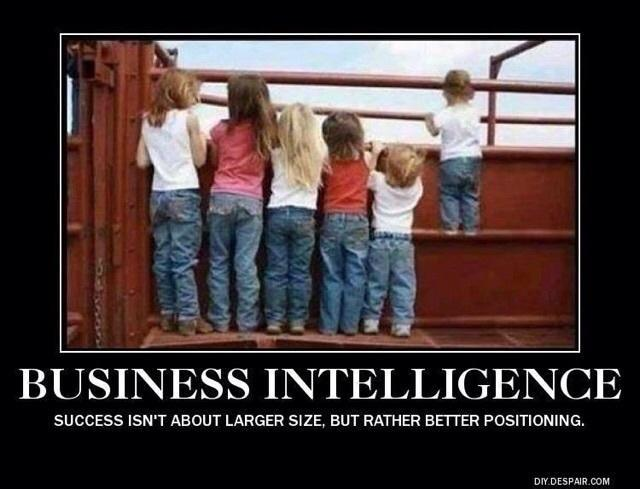 BUSINESS INTELLIGENCE
SUCCESS ISN'T ABOUT LARGER SIZE, BUT RATHER BETTER POSITIONING.
DIY.DESPAIR.COM